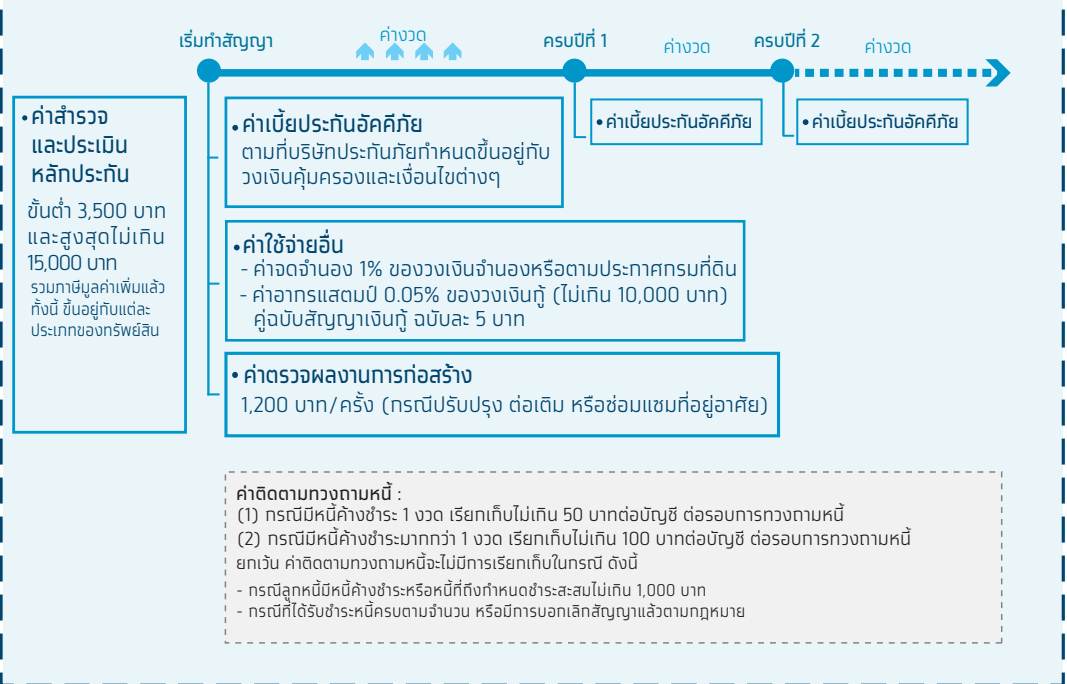 เริ่มทำสัญญา
ค่างวด
ครบปีที่ 1
ค่างวด
ครบปีที่ 2
ค่างวด
•ค่าสำรวจ
และประเมิน
หลักประกัน
ขั้นต่ำ 3,500 บาท
และสูงสุดไม่เกิน
15,000 บาท
รวมภาษีมูลค่าเพิ่มแล้ว
ทั้งนี้ ขึ้นอยู่กับแต่ละ
ประเภทของทรัพย์สิน
•ค่าเบี้ยประกันอัคคีภัย
ตามที่บริษัทประกันภัยกำหนดขึ้นอยู่กับ
วงเงินคุ้มครองและเงื่อนไขต่างๆ
•ค่าเบี้ยประกันอัคคีภัย
•ค่าเบี้ยประกันอัคคีภัย
•ค่าใช้จ่ายอื่น
- ค่าจดจำนอง 1% ของวงเงินจำนองหรือตามประกาศกรมที่ดิน
- ค่าอากรแสตมป์ 0.05% ของวงเงินกู้ (ไม่เกิน 10,000 บาท)
คู่ฉบับสัญญาเงินกู้ ฉบับละ 5 บาท
• ค่าตรวจผลงานการก่อสร้าง
1,200 บาท/ครั้ง (กรณีปรับปรุง ต่อเติม หรือซ่อมแซมที่อยู่อาศัย)
ค่าติดตามทวงถามหนี้ :
(1) กรณีมีหนี้ค้างชำระ 1 งวด เรียกเก็บไม่เกิน 50 บาทต่อบัญชี ต่อรอบการทวงถามหนี้
(2) กรณีมีหนี้ค้างชำระมากกว่า 1 งวด เรียกเก็บไม่เกิน 100 บาทต่อบัญชี ต่อรอบการทวงถามหนี้
ยกเว้น ค่าติดตามทวงถามหนี้จะไม่มีการเรียกเก็บในกรณี ดังนี้
- กรณีลูกหนี้มีหนี้ค้างชำระหรือหนี้ที่ถึงกำหนดชำระสะสมไม่เกิน 1,000 บาท
- กรณีที่ได้รับชำระหนี้ครบตามจำนวน หรือมีการบอกเลิกสัญญาแล้วตามกฎหมาย